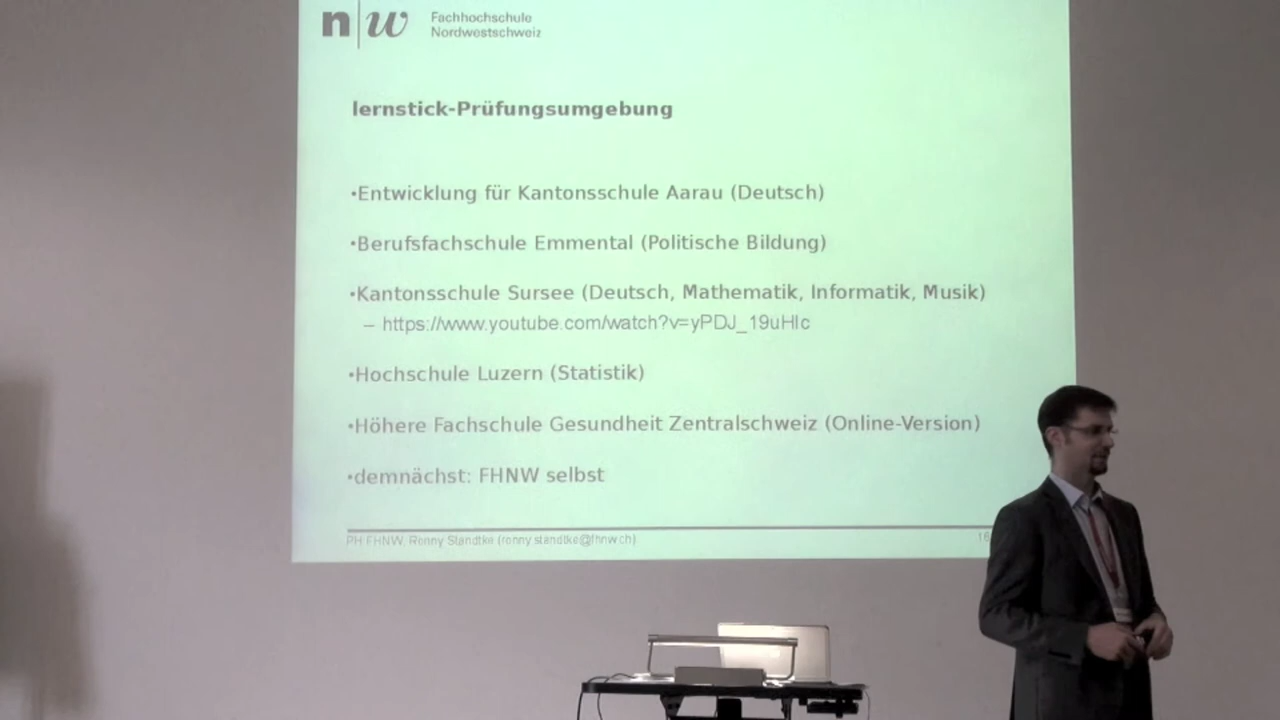 n|w Fachhochschule
Nordwestschweiz
lernstick-Prüfungsumgebung
•Entwicklung für Kantonsschule Aarau (Deutsch)
•Berufsfachschule Emmental (Politische Bildung)
•Kantonsschule Sursee (Deutsch, Mathematik, Informatik, Musik)
– https://www.youtube.com/watch?v=yPDJ_19uHIc
•Hochschule Luzern (Statistik)
•Höhere Fachschule Gesundheit Zentralschweiz (Online-Version)
•demnächst: FHNW selbst
PH FHNW, Ronny Standtke (ronny.standtke@fhnw.ch) 16